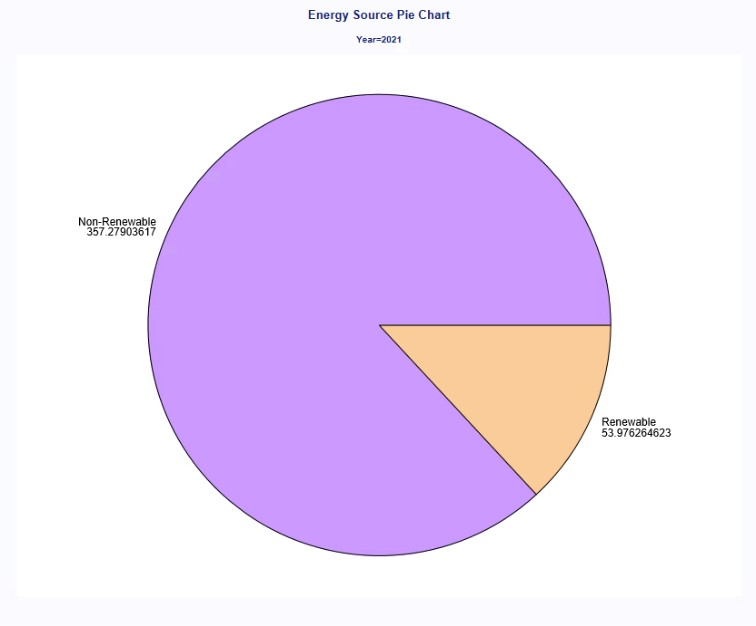 Energy Source Pie Chart
Year=2021
Non-Renewable
357.27903617
Renewable
53.976264623